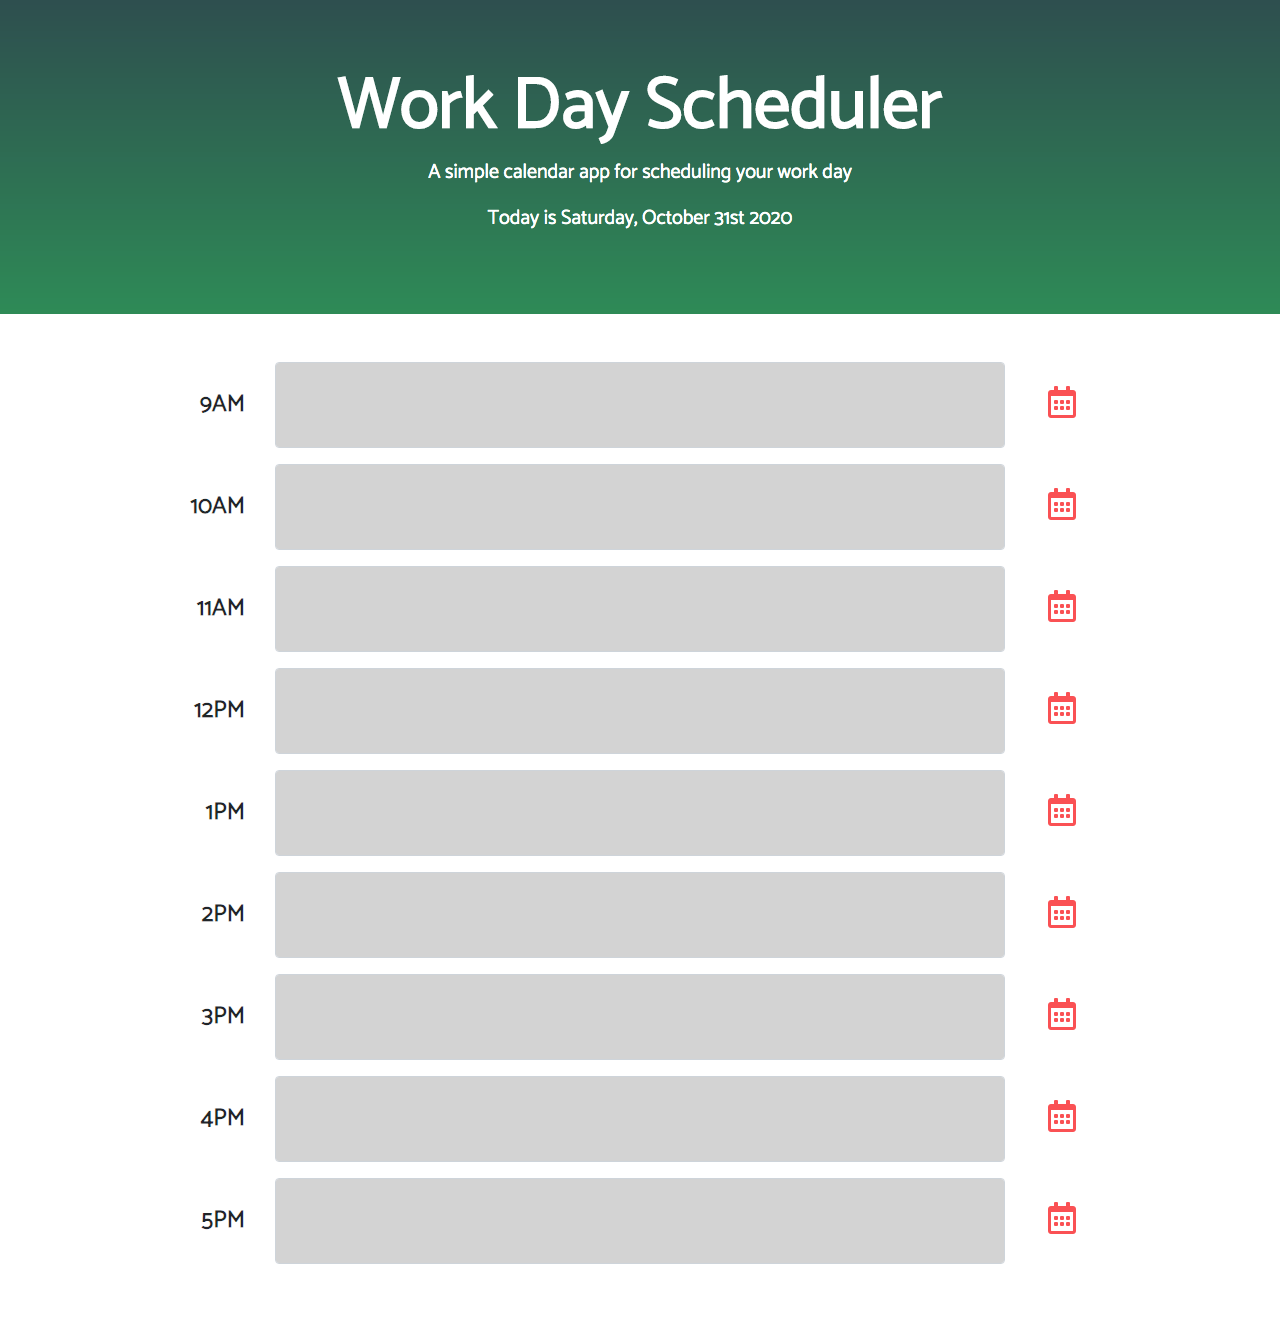 Work Day Scheduler
A simple calendar app for scheduling your work day
Today is Saturday, October 31st 2020
9AM
10AM
11AM
12PM
1PM
2PM
3PM
4PM
5PM